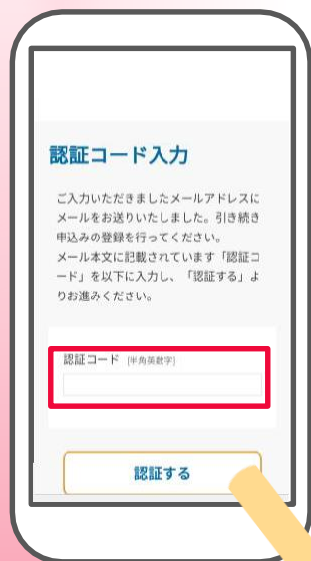 認証コード入力
ご入力いただきましたメールアドレスに
メールをお送りいたしました。引き続き
申込みの登録を行ってください。
メール本文に記載されています「認証コ
ード」を以下に入力し、「認証する」よ
りお進みください。
認証コード (半角英数字)
認証する